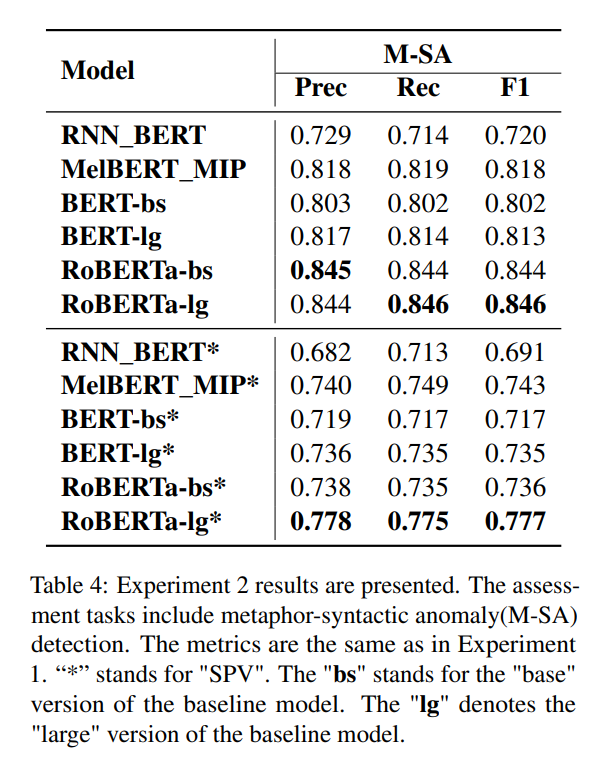 Model M-SA
Prec Rec F1
RNN_BERT 0.729 0.714 0.720
MelBERT_MIP 0.818 0.819 0.818
BERT-bs 0.803 0.802 0.802
BERT-lg 0.817 0.814 0.813
RoBERTa-bs 0.845 0.844 0.844
RoBERTa-lg 0.844 0.846 0.846
RNN_BERT* 0.682 0.713 0.691
MelBERT_MIP* 0.740 0.749 0.743
BERT-bs* 0.719 0.717 0.717
BERT-lg* 0.736 0.735 0.735
RoBERTa-bs* 0.738 0.735 0.736
RoBERTa-lg* 0.778 0.775 0.777
Table 4: Experiment 2 results are presented. The assess-
ment tasks include metaphor-syntactic anomaly(M-SA)
detection. The metrics are the same as in Experiment
1. “*” stands for "SPV". The "bs" stands for the "base"
version of the baseline model. The "lg" denotes the
"large" version of the baseline model.